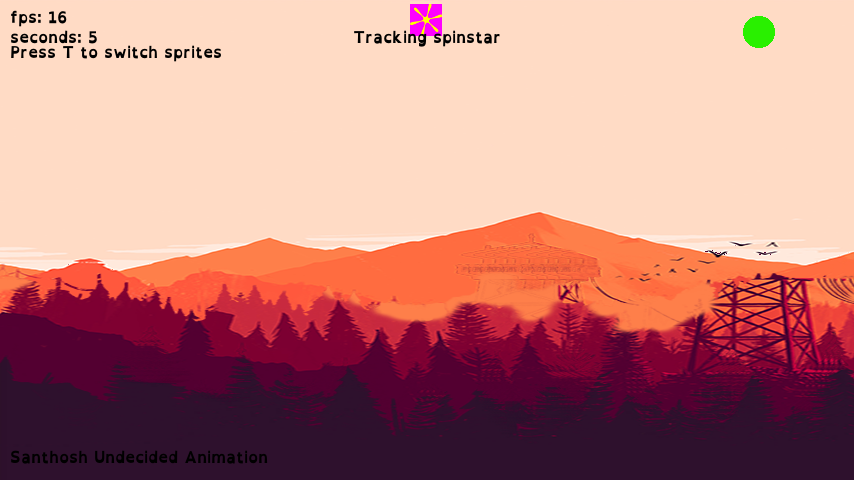 fps: 16
seconds: 5
Press T to switch sprites
Tracking spinstar
Santhosh Undecided Animation